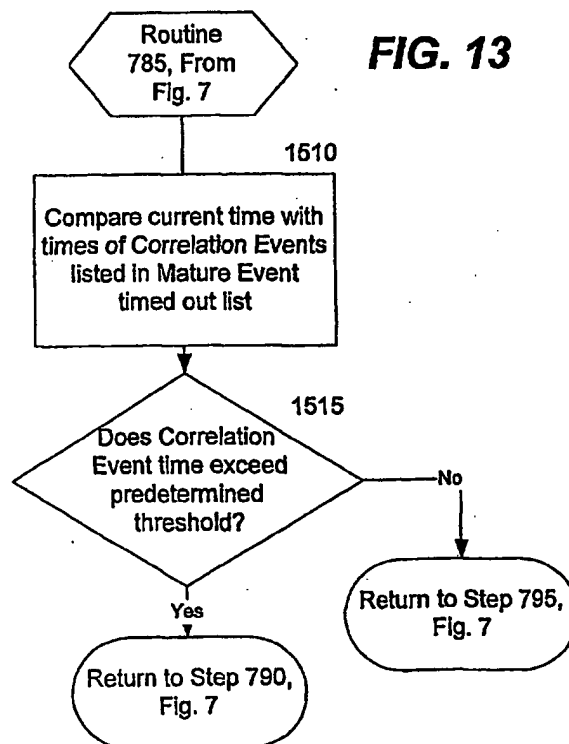 Routine
785, From
Fig. 7
FIG. 13
1510
Compare current time with
times of Correlation Events
listed in Mature Event
timed out list
1515
Does Correlation
Event time exceed
predetermined
threshold?
No
Yes
Return to Step 795,
Fig. 7
Return to Step 790,
Fig. 7